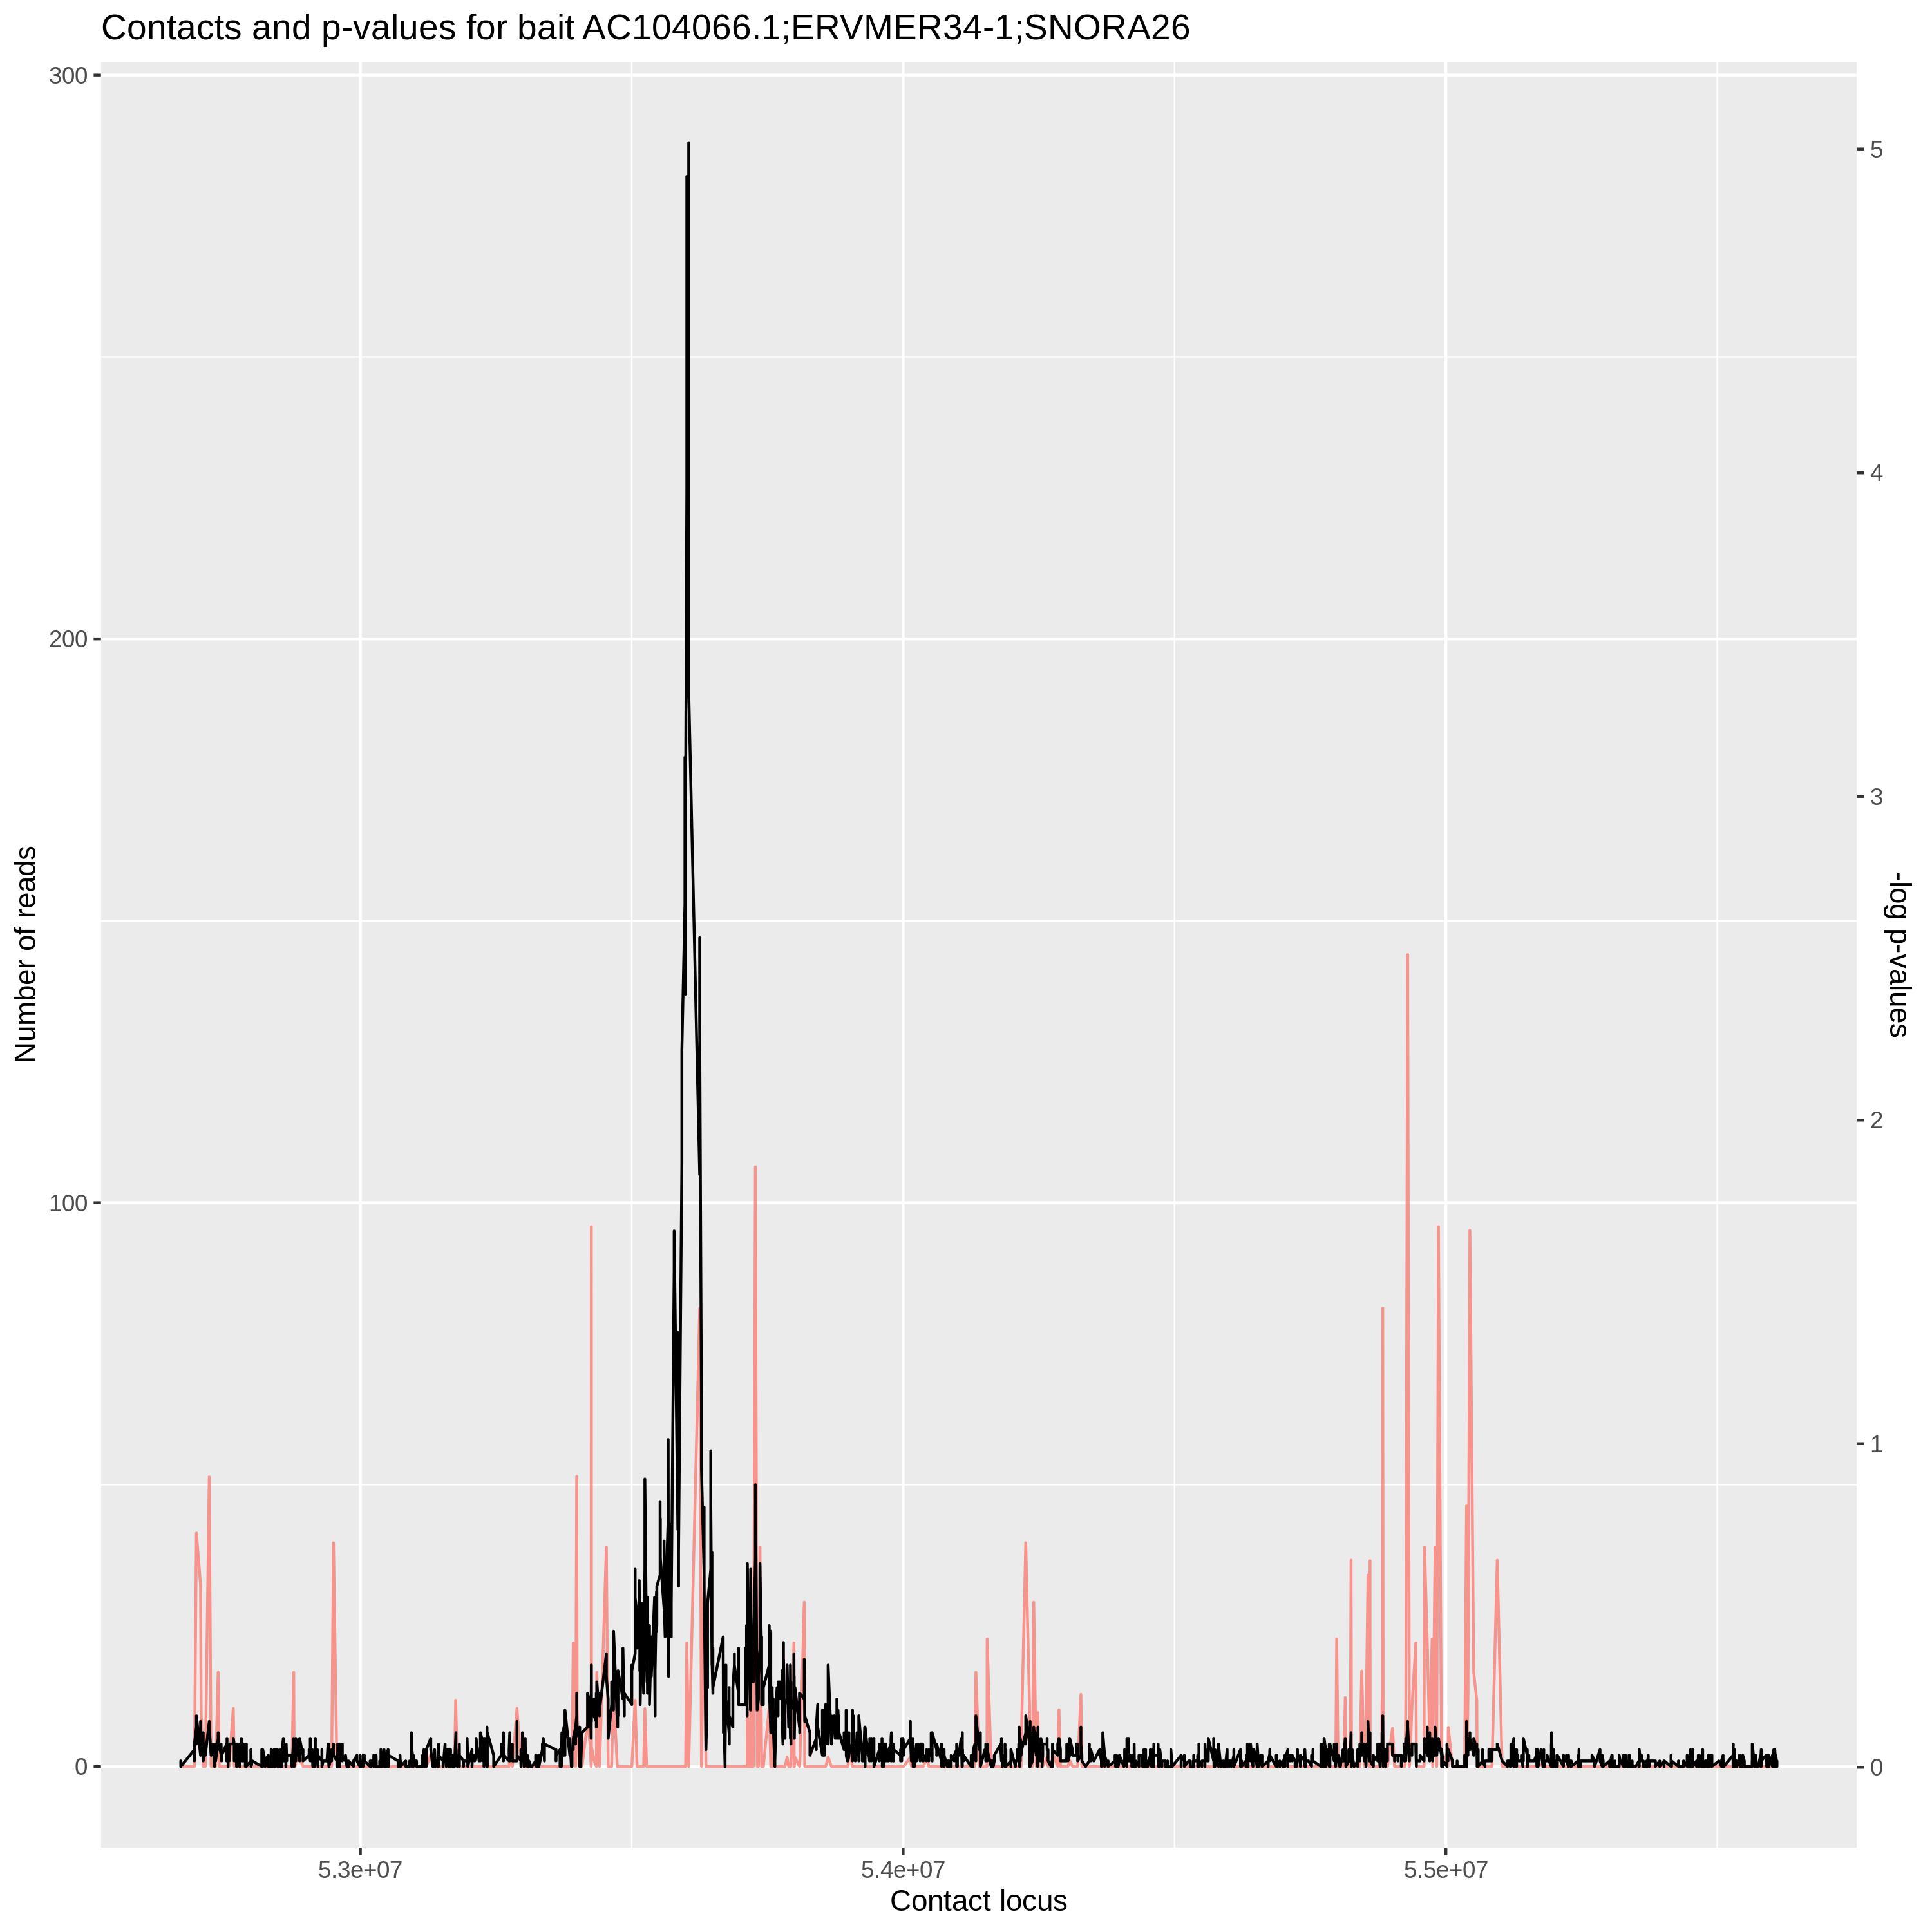 Contacts and p-values for bait AC104066.1;ERVMER34-1;SNORA26
300
200
100
0
Number of reads
5
4
3
2
1
0
-log p-values
5.3e+07
5.4e+07
5.5e+07
Contact locus